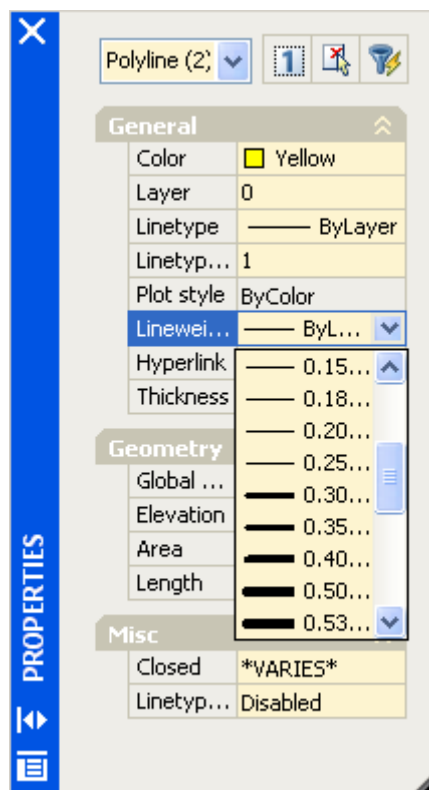 Polyline (2)
1
General
Color Yellow
Layer 0
Linetype ByLayer
Linetyp... 1
Plot style ByColor
Linewei... ByL...
Hyperlink 0.15...
Thickness 0.18...
0.20...
Geometry 0.25...
Global ... 0.30...
Elevation 0.35...
Area 0.40...
Length 0.50...
0.53...
Misc
Closed *VARIES*
Linetyp... Disabled
PROPERTIES